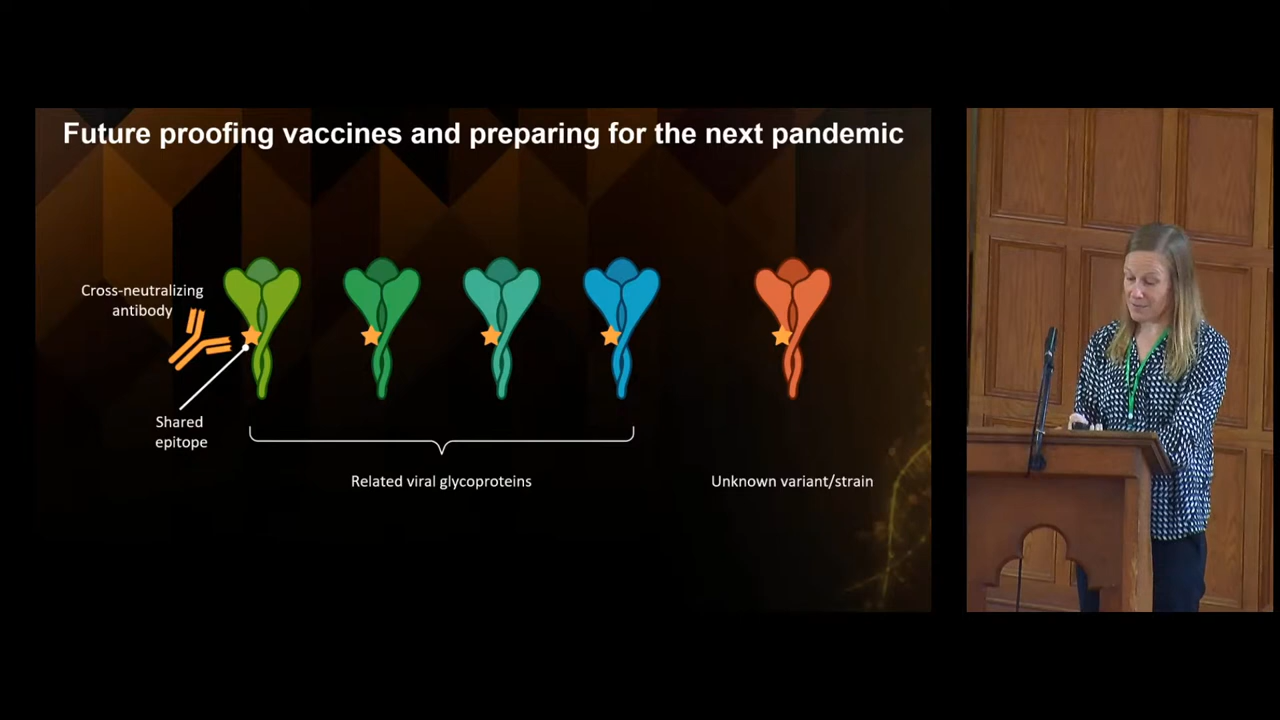 Future proofing vaccines and preparing for the next pandemic
Cross-neutralizing
antibody
Shared
epitope
Related viral glycoproteins
Unknown variant/strain